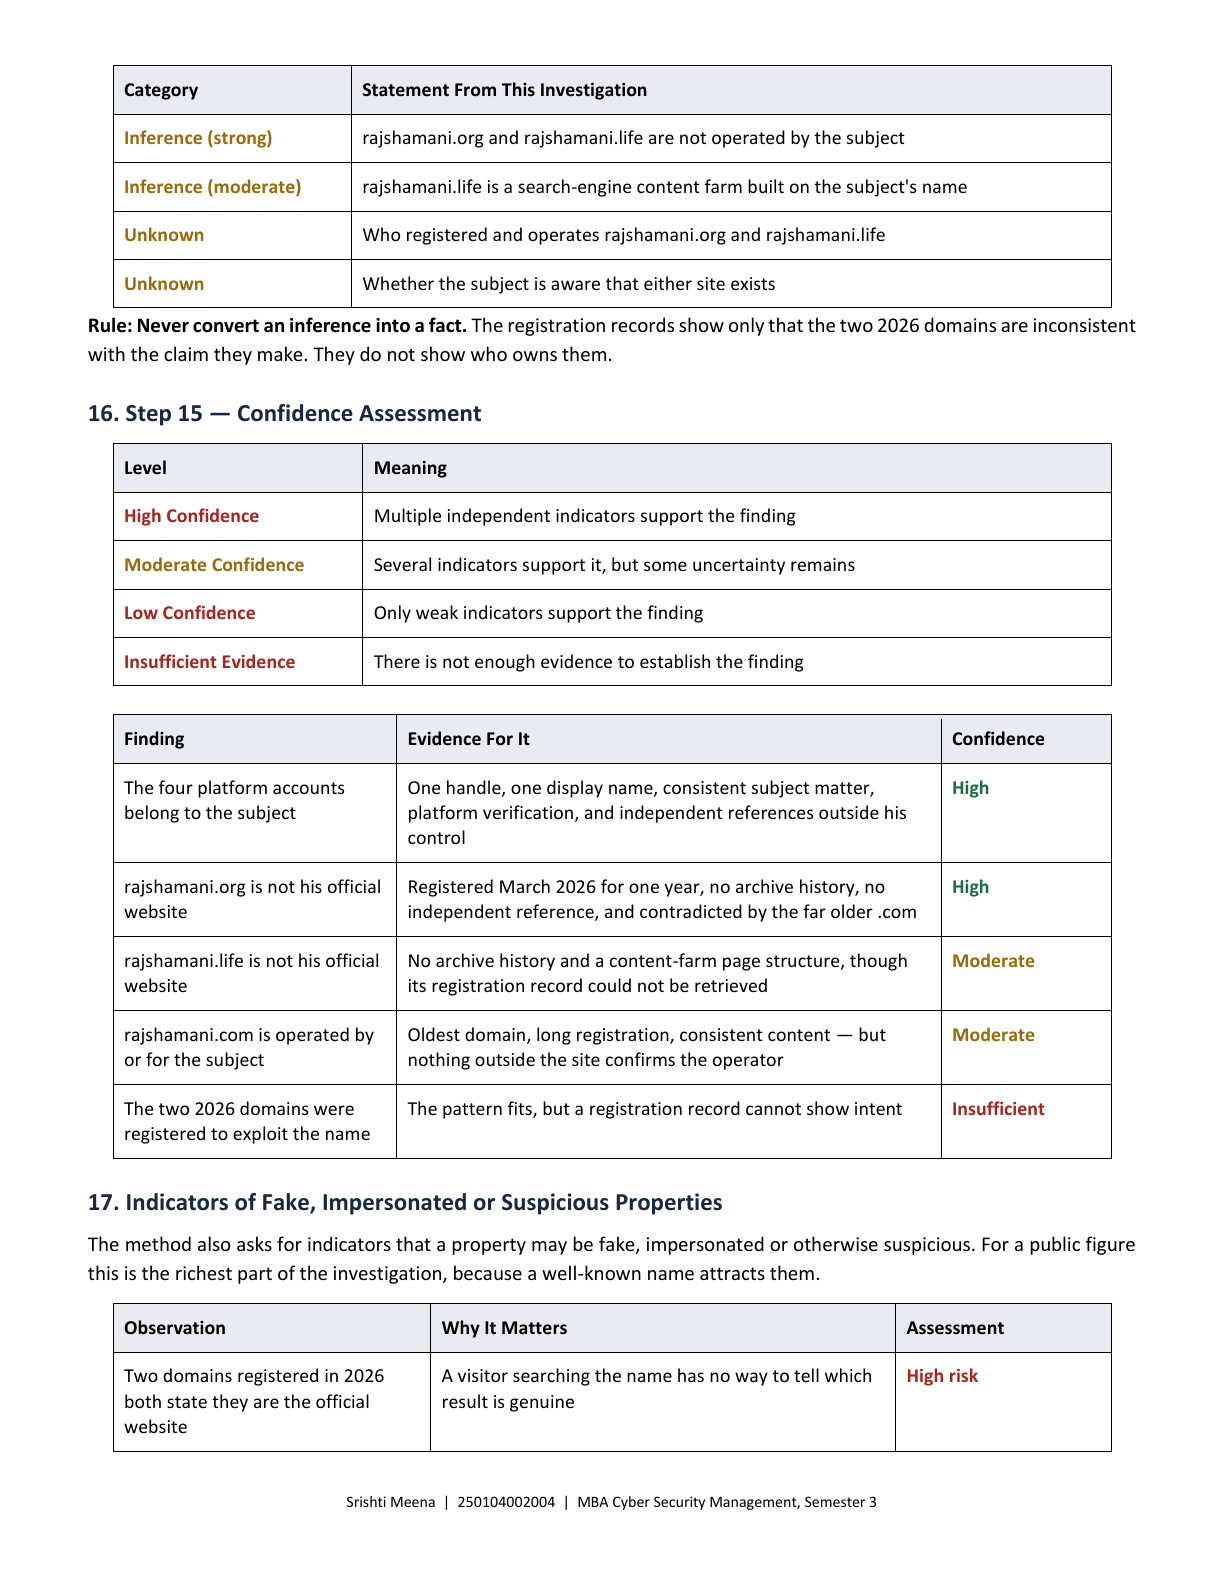 Category Statement From This Investigation
Inference (strong) rajshamani.org and rajshamani.life are not operated by the subject
Inference (moderate) rajshamani.life is a search-engine content farm built on the subject's name
Unknown Who registered and operates rajshamani.org and rajshamani.life
Unknown Whether the subject is aware that either site exists
Rule: Never convert an inference into a fact. The registration records show only that the two 2026 domains are inconsistent
with the claim they make. They do not show who owns them.
16. Step 15 — Confidence Assessment
Level Meaning
High Confidence Multiple independent indicators support the finding
Moderate Confidence Several indicators support it, but some uncertainty remains
Low Confidence Only weak indicators support the finding
Insufficient Evidence There is not enough evidence to establish the finding
Finding Evidence For It Confidence
The four platform accounts One handle, one display name, consistent subject matter, High
belong to the subject platform verification, and independent references outside his
control
rajshamani.org is not his official Registered March 2026 for one year, no archive history, no High
website independent reference, and contradicted by the far older .com
rajshamani.life is not his official No archive history and a content-farm page structure, though Moderate
website its registration record could not be retrieved
rajshamani.com is operated by Oldest domain, long registration, consistent content — but Moderate
or for the subject nothing outside the site confirms the operator
The two 2026 domains were The pattern fits, but a registration record cannot show intent Insufficient
registered to exploit the name
17. Indicators of Fake, Impersonated or Suspicious Properties
The method also asks for indicators that a property may be fake, impersonated or otherwise suspicious. For a public figure
this is the richest part of the investigation, because a well-known name attracts them.
Observation Why It Matters Assessment
Two domains registered in 2026 A visitor searching the name has no way to tell which High risk
both state they are the official result is genuine
website
Srishti Meena | 250104002004 | MBA Cyber Security Management, Semester 3